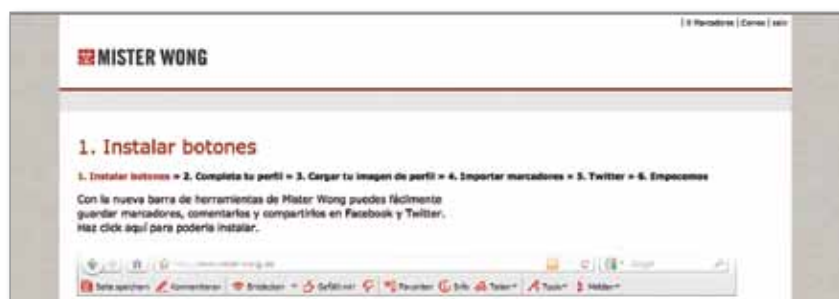 | 0 Marcadores | Correo | salir
MISTER WONG
1. Instalar botones
1. Instalar botones » 2. Completa tu perfil » 3. Cargar tu imagen de perfil » 4. Importar marcadores » 5. Twitter » 6. Empecemos
Con la nueva barra de herramientas de Mister Wong puedes fácilmente
guardar marcadores, comentarlos y compartirlos en Facebook y Twitter.
Haz click aquí para poderla instalar.
Seite speichern Kommentieren Entdecken Gefällt mir Favoriten Info Teilen Tools Melden